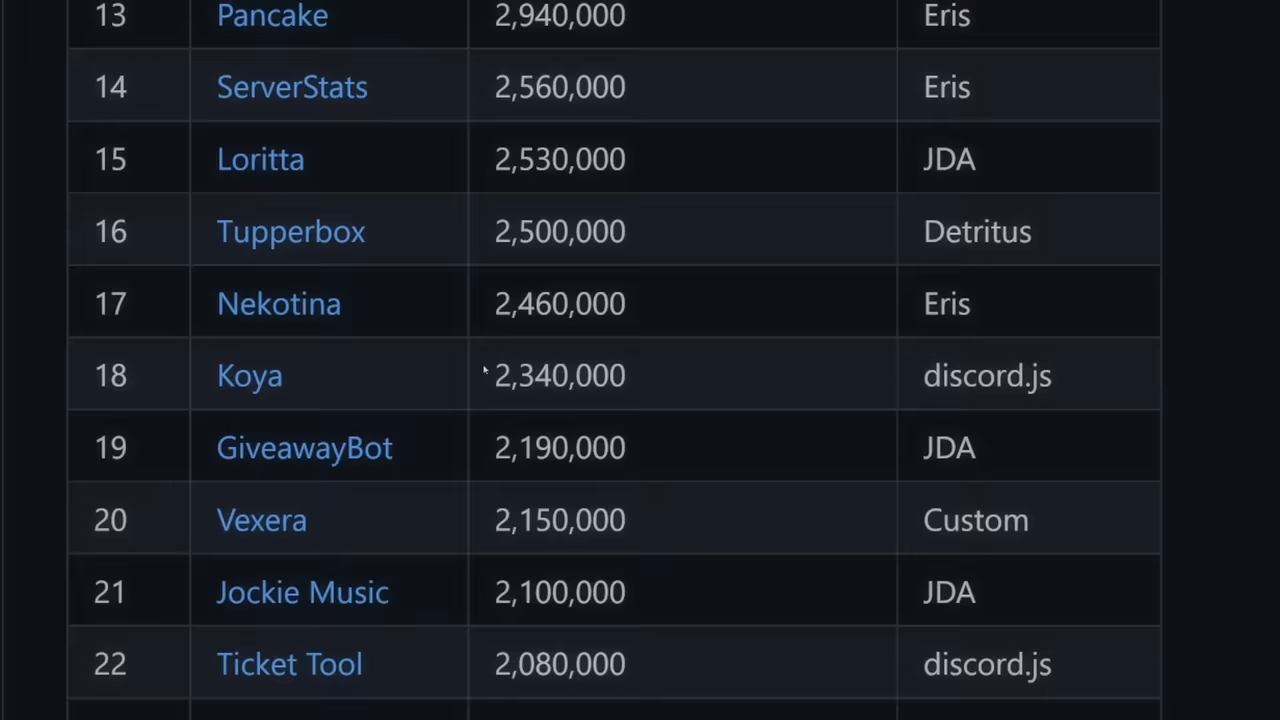 13 Pancake 2,940,000 Eris
14 ServerStats 2,560,000 Eris
15 Loritta 2,530,000 JDA
16 Tupperbox 2,500,000 Detritus
17 Nekotina 2,460,000 Eris
18 Koya 2,340,000 discord.js
19 GiveawayBot 2,190,000 JDA
20 Vexera 2,150,000 Custom
21 Jockie Music 2,100,000 JDA
22 Ticket Tool 2,080,000 discord.js